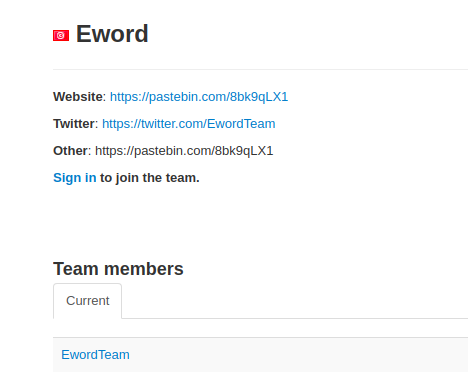 Eword
Website: https://pastebin.com/8bk9qLX1
Twitter: https://twitter.com/EwordTeam
Other: https://pastebin.com/8bk9qLX1
Sign in to join the team.
Team members
Current
EwordTeam